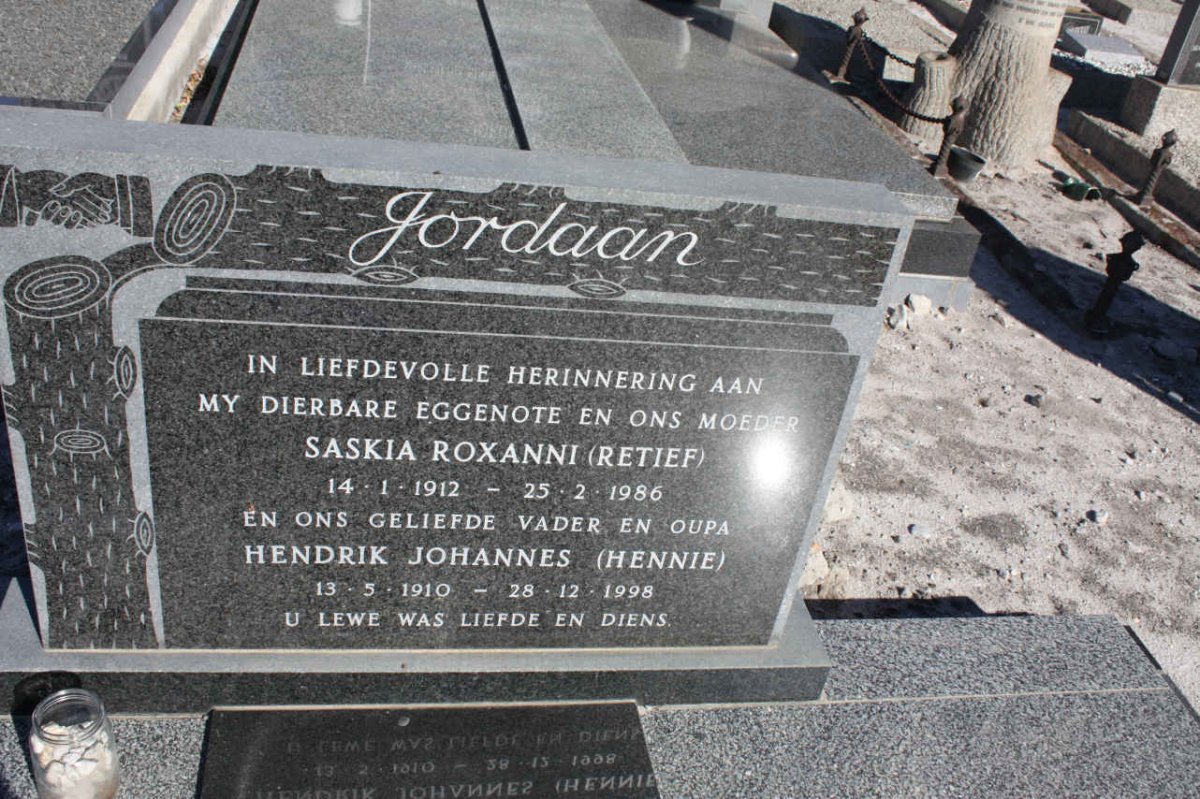 Jordaan
IN LIEFDEVOLLE HERINNERING AAN
MY DIERBARE EGGENOTE EN ONS MOEDER
SASKIA ROXANNI (RETIEF)
14 · 1 · 1912 – 25 · 2 · 1986
EN ONS GELIEFDE VADER EN OUPA
HENDRIK JOHANNES (HENNIE)
13 · 5 · 1910 – 28 · 12 · 1998
U LEWE WAS LIEFDE EN DIENS